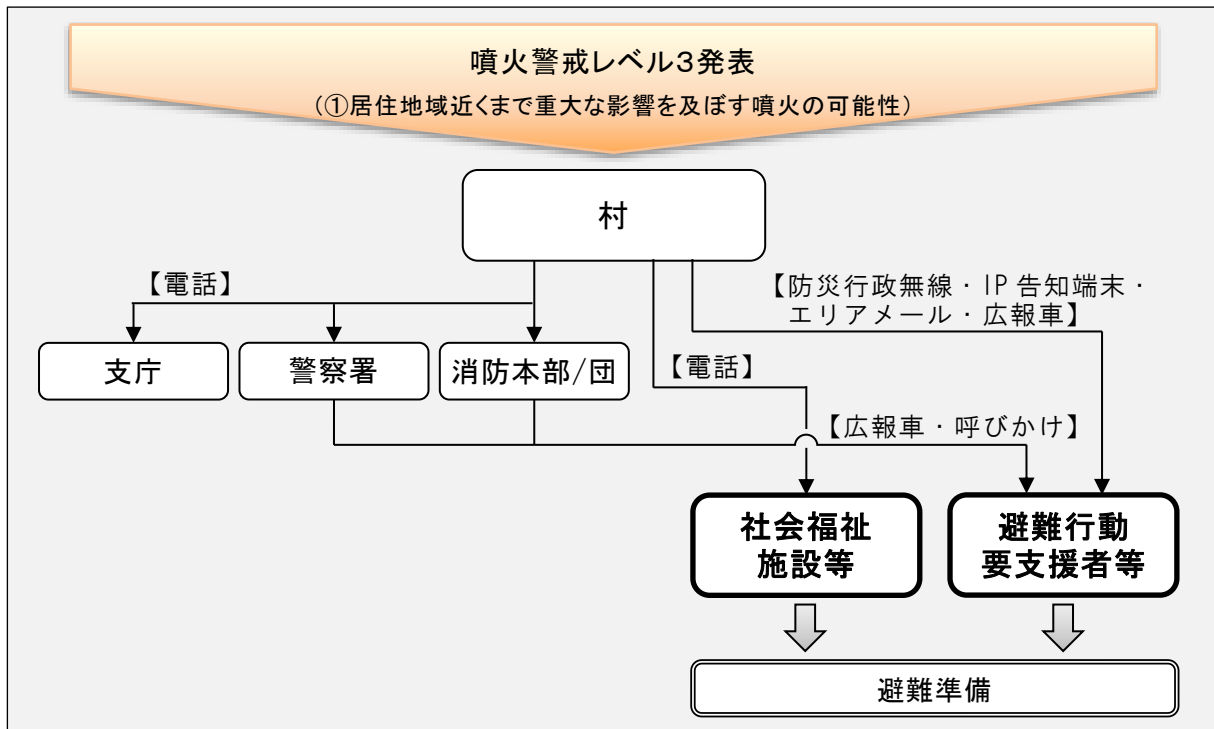 噴火警戒レベル３発表
（①居住地域近くまで重大な影響を及ぼす噴火の可能性）
村
【電話】
【防災行政無線・IP告知端末・
エリアメール・広報車】
支庁
警察署
消防本部/団
【電話】
【広報車・呼びかけ】
社会福祉
施設等
避難行動
要支援者等
避難準備